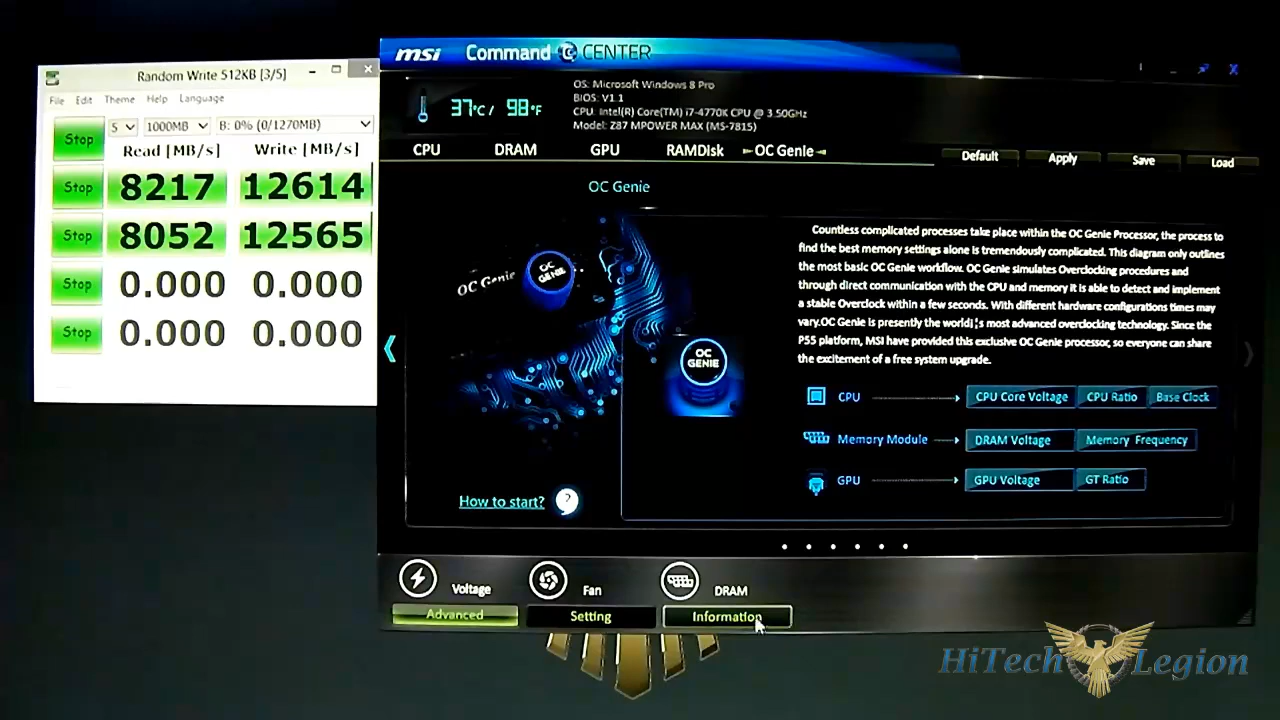 Random Write 512KB [3/5]
File Edit Theme Help Language
Stop 5 1000MB B: 0% (0/1270MB)
Read [MB/s] Write [MB/s]
Stop 8217 12614
Stop 8052 12565
Stop 0.000 0.000
Stop 0.000 0.000
msi Command CENTER
37°C / 98°F
OS: Microsoft Windows 8 Pro
BIOS: V1.1
CPU: Intel(R) Core(TM) i7-4770K CPU @ 3.50GHz
Model: Z87 MPOWER MAX (MS-7815)
CPU DRAM GPU RAMDisk OC Genie
Default Apply Save Load
OC Genie
OC Genie
OC GENIE
OC
GENIE
Countless complicated processes take place within the OC Genie Processor, the process to
find the best memory settings alone is tremendously complicated. This diagram only outlines
the most basic OC Genie workflow. OC Genie simulates Overclocking procedures and
through direct communication with the CPU and memory it is able to detect and implement
a stable Overclock within a few seconds. With different hardware configurations times may
vary.OC Genie is presently the world¡¦s most advanced overclocking technology. Since the
P55 platform, MSI have provided this exclusive OC Genie processor, so everyone can share
the excitement of a free system upgrade.
CPU CPU Core Voltage CPU Ratio Base Clock
Memory Module DRAM Voltage Memory Frequency
GPU GPU Voltage GT Ratio
How to start? ?
Voltage Fan DRAM
Advanced Setting Information
HiTech Legion